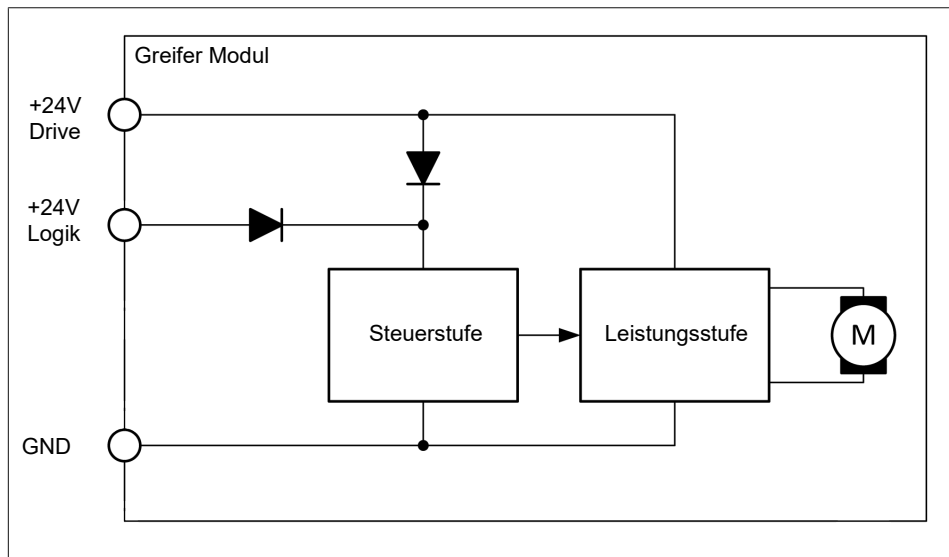 Greifer Modul
+24V
Drive
+24V
Logik
Steuerstufe
Leistungsstufe
M
GND